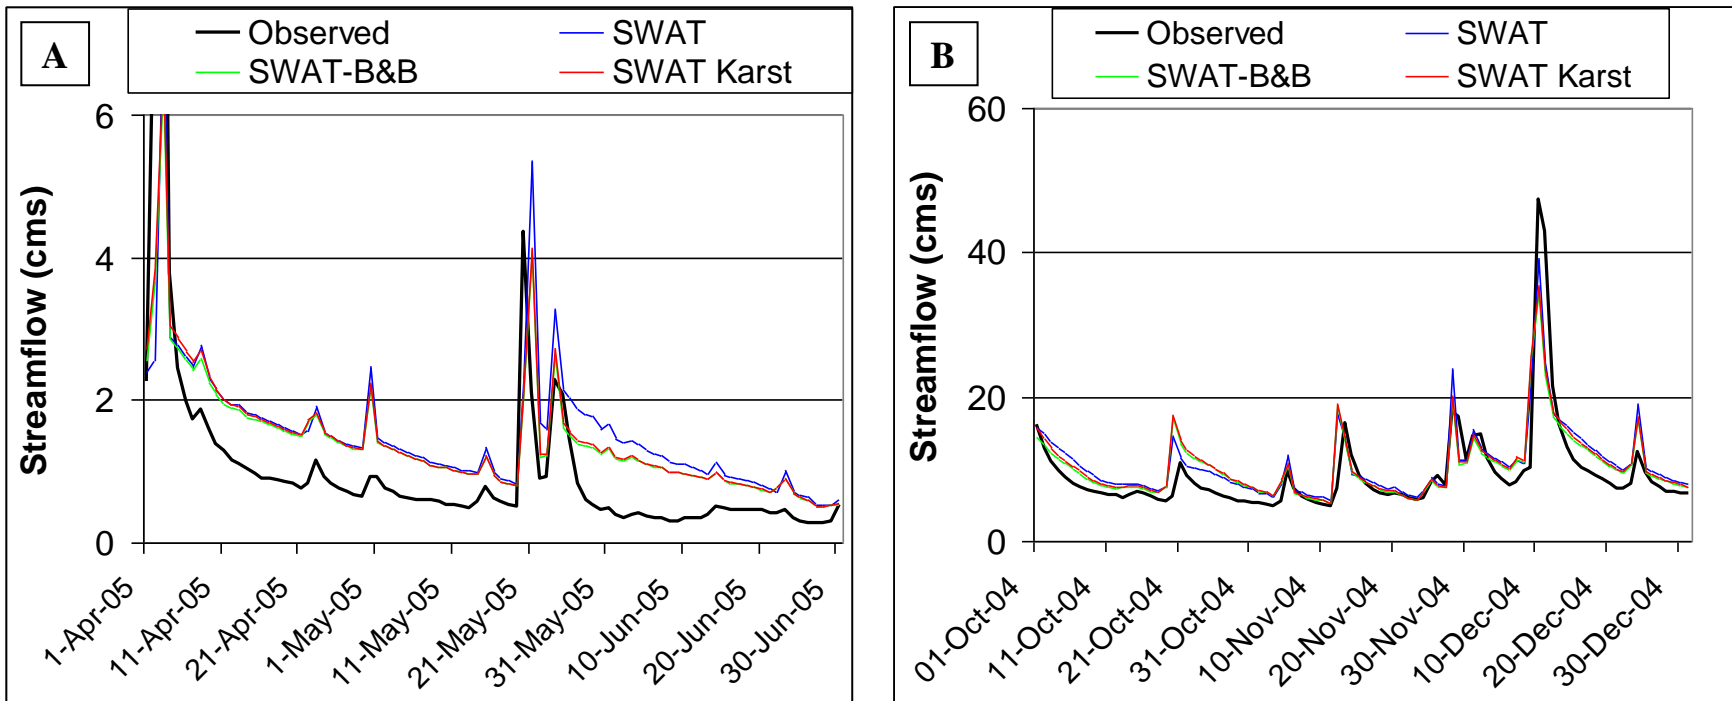 A
Observed
SWAT
SWAT-B&B
SWAT Karst
Streamflow (cms)
6
4
2
0
1-Apr-05
11-Apr-05
21-Apr-05
1-May-05
11-May-05
21-May-05
31-May-05
10-Jun-05
20-Jun-05
30-Jun-05
B
Observed
SWAT
SWAT-B&B
SWAT Karst
Streamflow (cms)
60
40
20
0
01-Oct-04
11-Oct-04
21-Oct-04
31-Oct-04
10-Nov-04
20-Nov-04
30-Nov-04
10-Dec-04
20-Dec-04
30-Dec-04